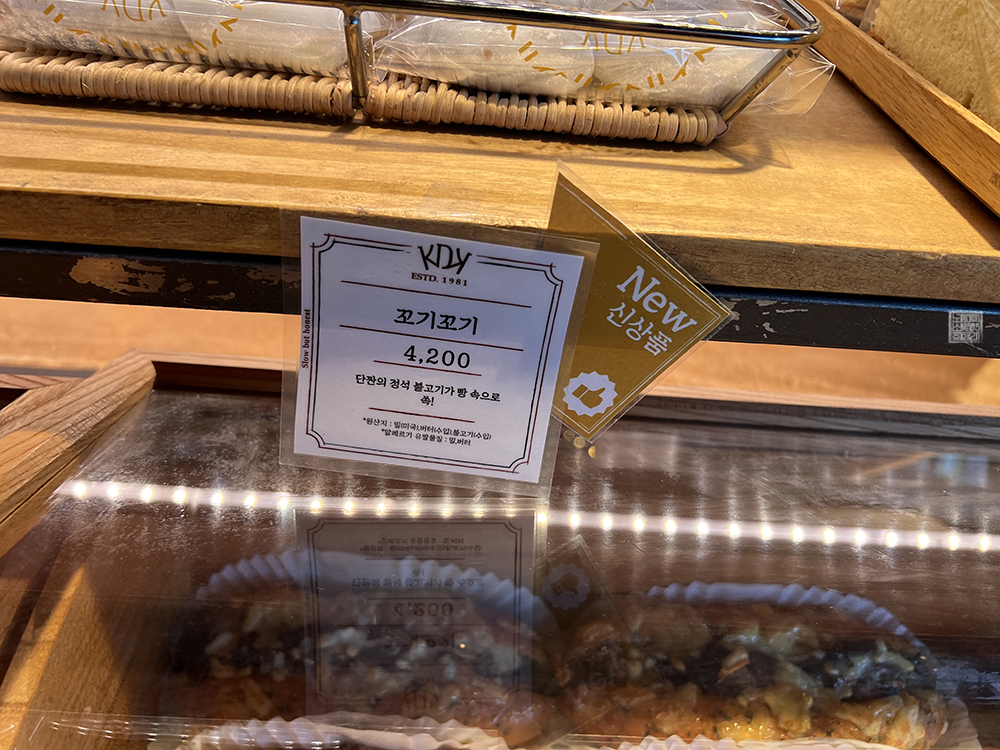 KDY
ESTD. 1981
꼬기꼬기
4,200
단짠의 정석 불고기가 빵 속으로
쏙!
*원산지 : 밀(미국),버터(수입),불고기(수입)
*알레르기 유발물질 : 밀,버터
Slow but honest
New
신상품